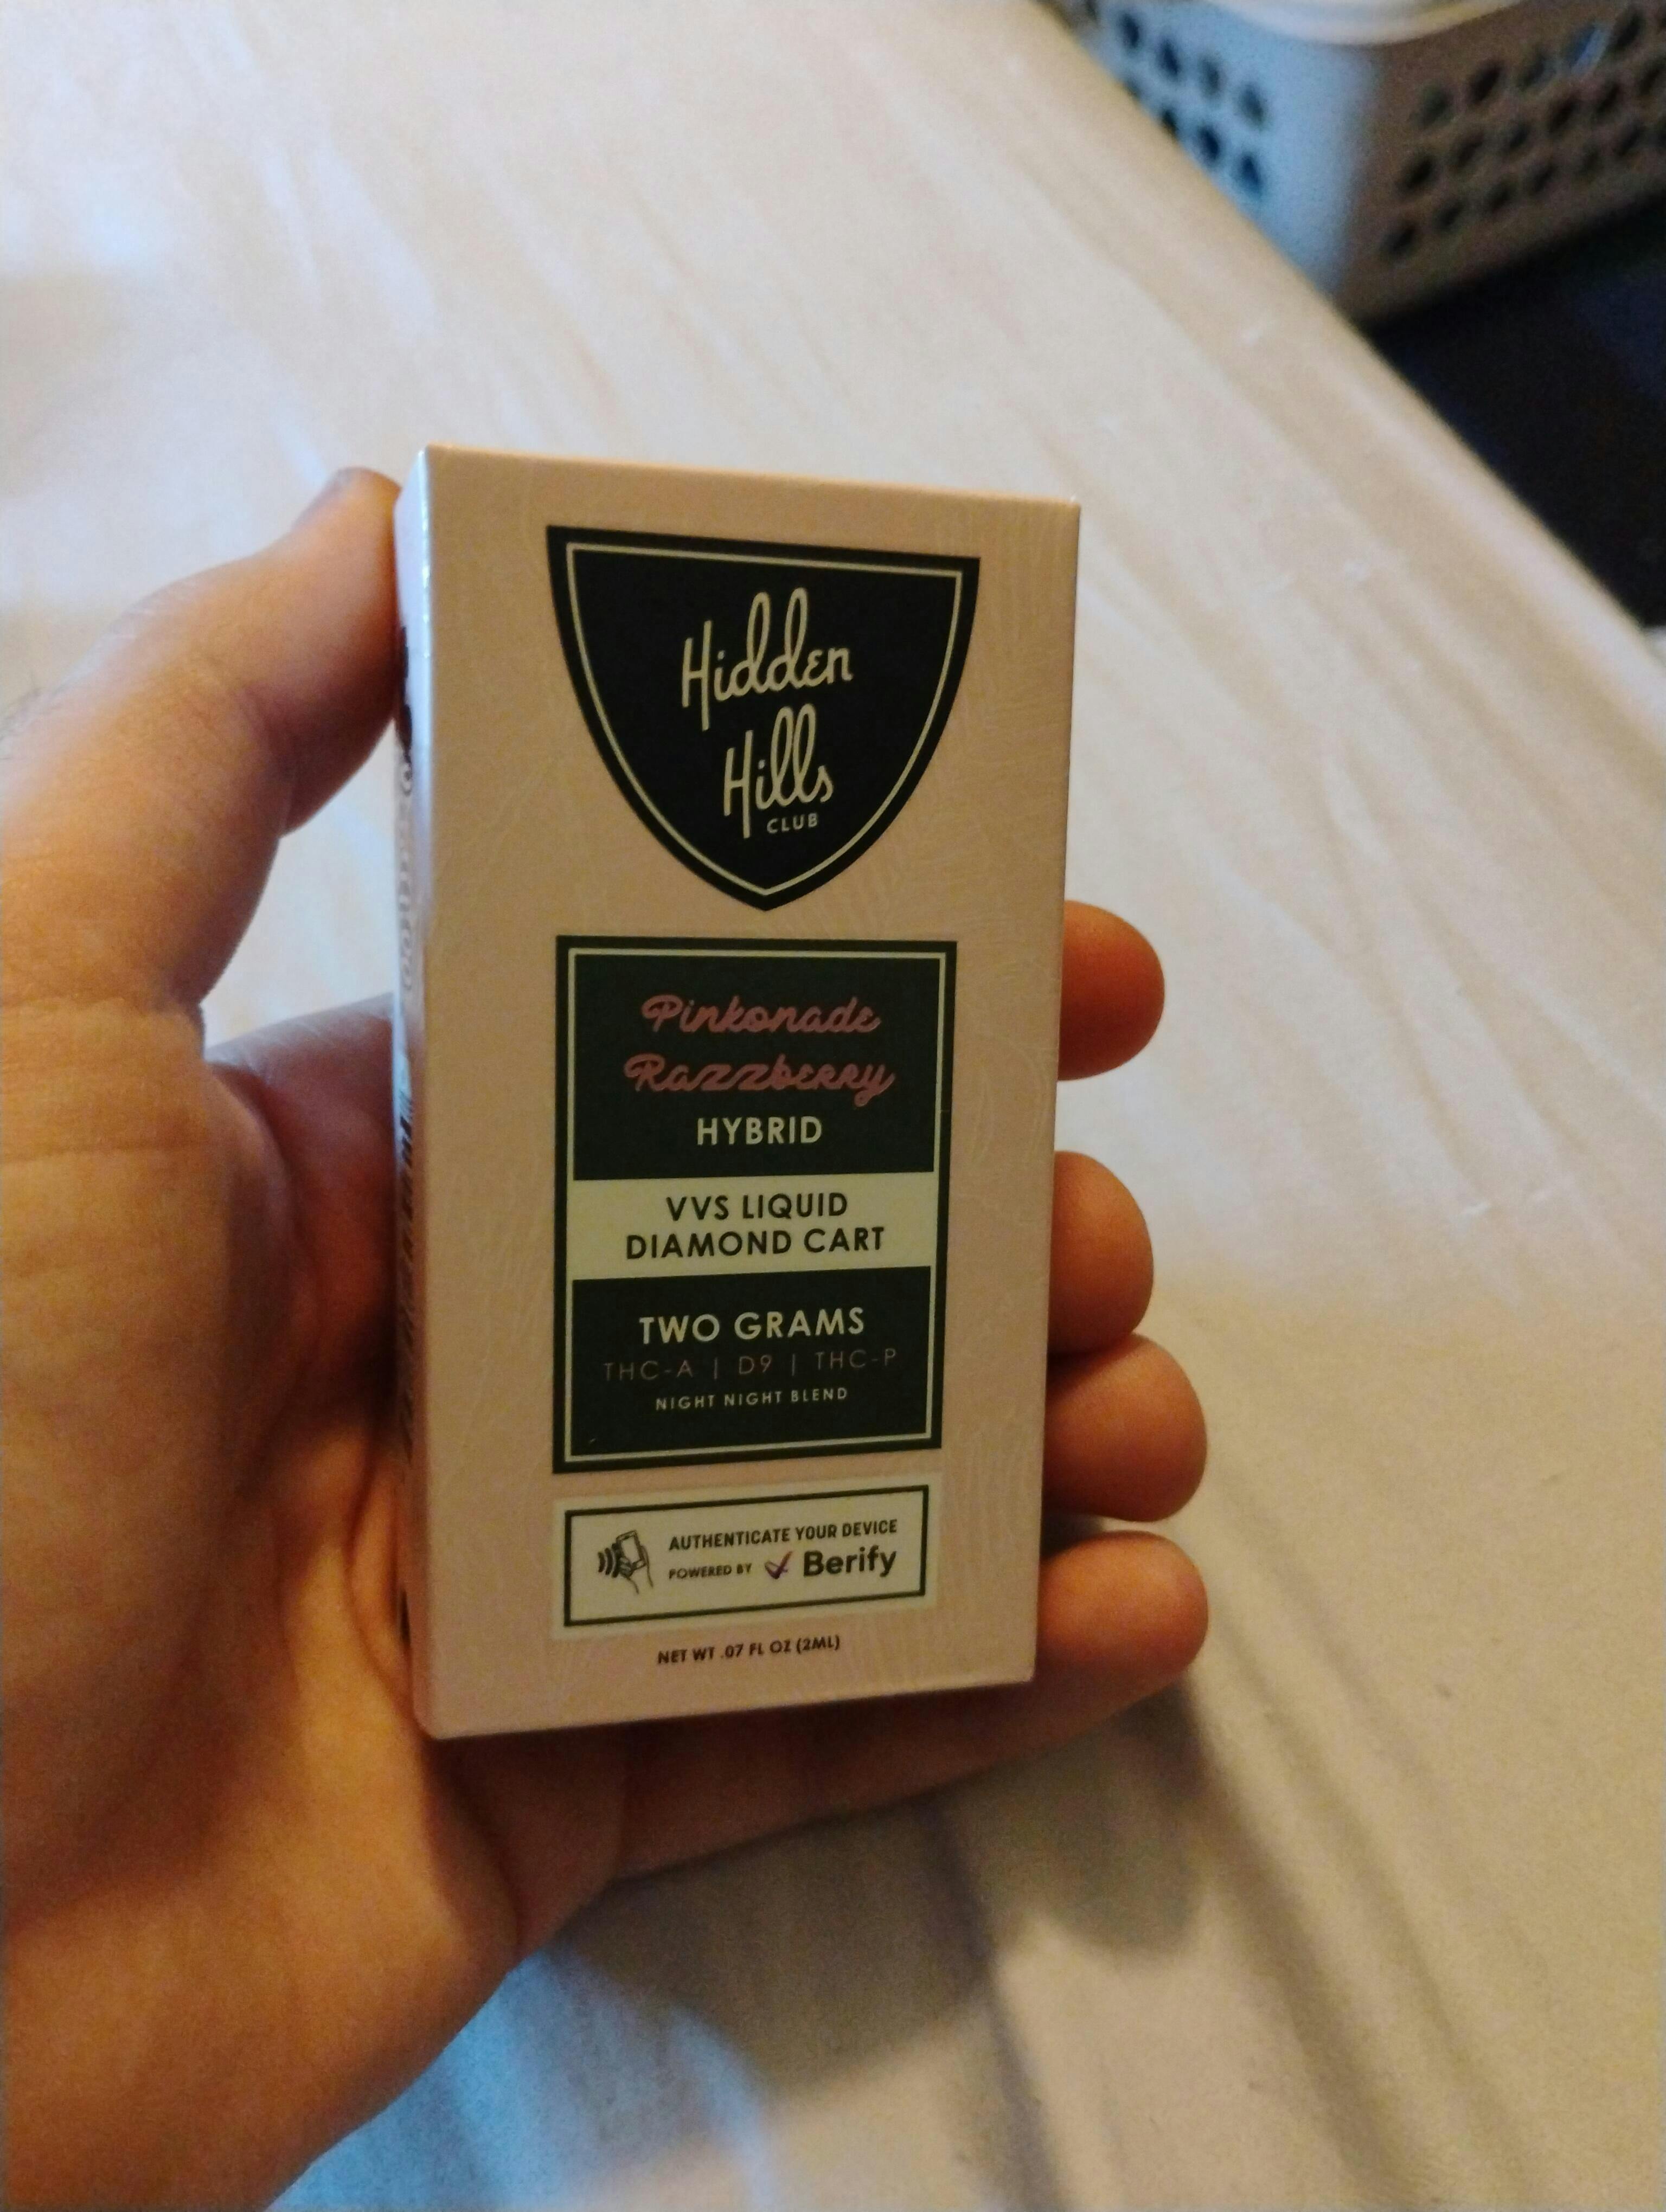 Hidden
Hills
CLUB
Pinkonade
Razzberry
HYBRID
VVS LIQUID
DIAMOND CART
TWO GRAMS
THC-A | D9 | THC-P
NIGHT NIGHT BLEND
AUTHENTICATE YOUR DEVICE
POWERED BY Berify
NET WT .07 FL OZ (2ML)